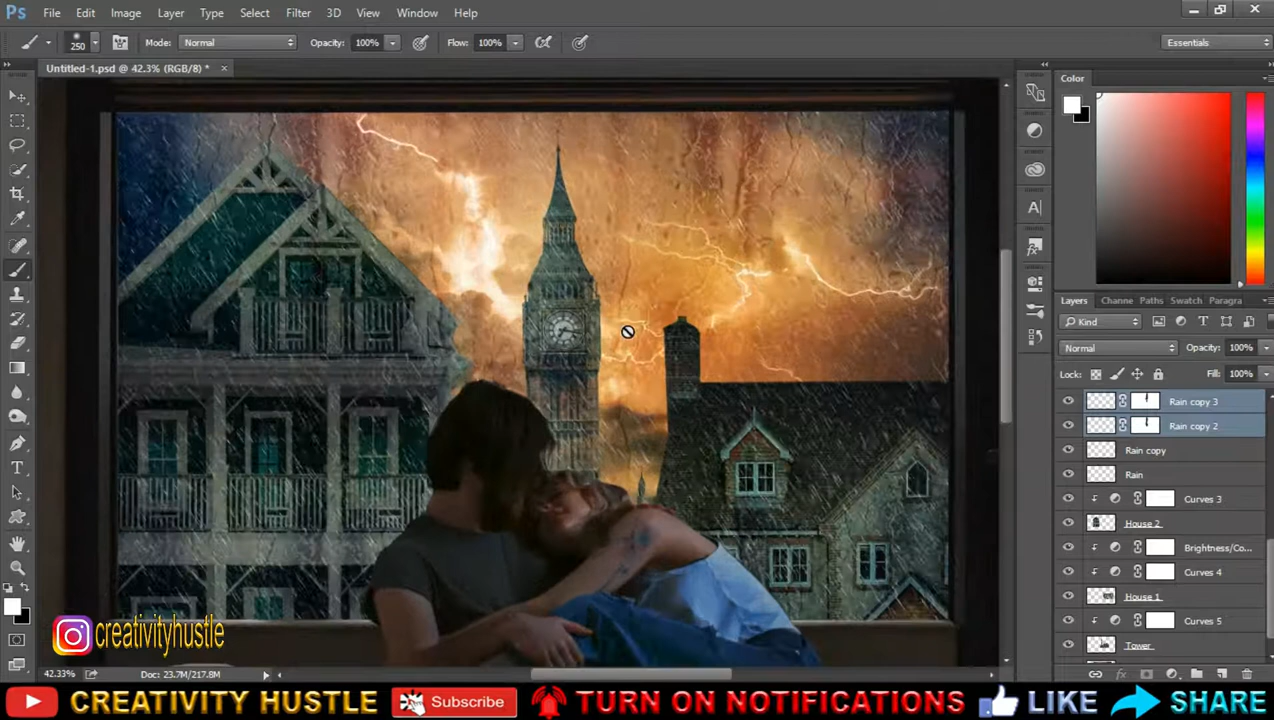 Ps File Edit Image Layer Type Select Filter 3D View Window Help
250 Mode: Normal Opacity: 100% Flow: 100% Essentials
Untitled-1.psd @ 42.3% (RGB/8) * ×
Color
Layers Channe Paths Swatch Paragra
Kind
Normal Opacity: 100%
Lock: Fill: 100%
Rain copy 3
Rain copy 2
Rain copy
Rain
Curves 3
House 2
Brightness/Co...
Curves 4
House 1
Curves 5
Tower
creativityhustle
42.33% Doc: 23.7M/217.8M
CREATIVITY HUSTLE Subscribe TURN ON NOTIFICATIONS LIKE SHARE